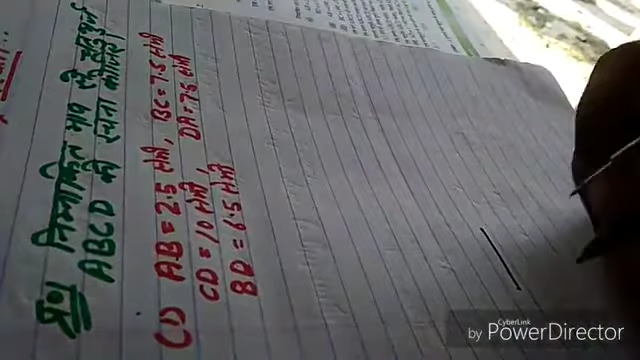 प्रश्न निम्नांकित माप की चतुर्भुज
ABCD की रचना कीजिए।
(1) AB = 2.5 सेमी, BC = 7.5 सेमी
CD = 10 सेमी, DA = 7.5 सेमी
BD = 6.5 सेमी
CyberLink
by PowerDirector